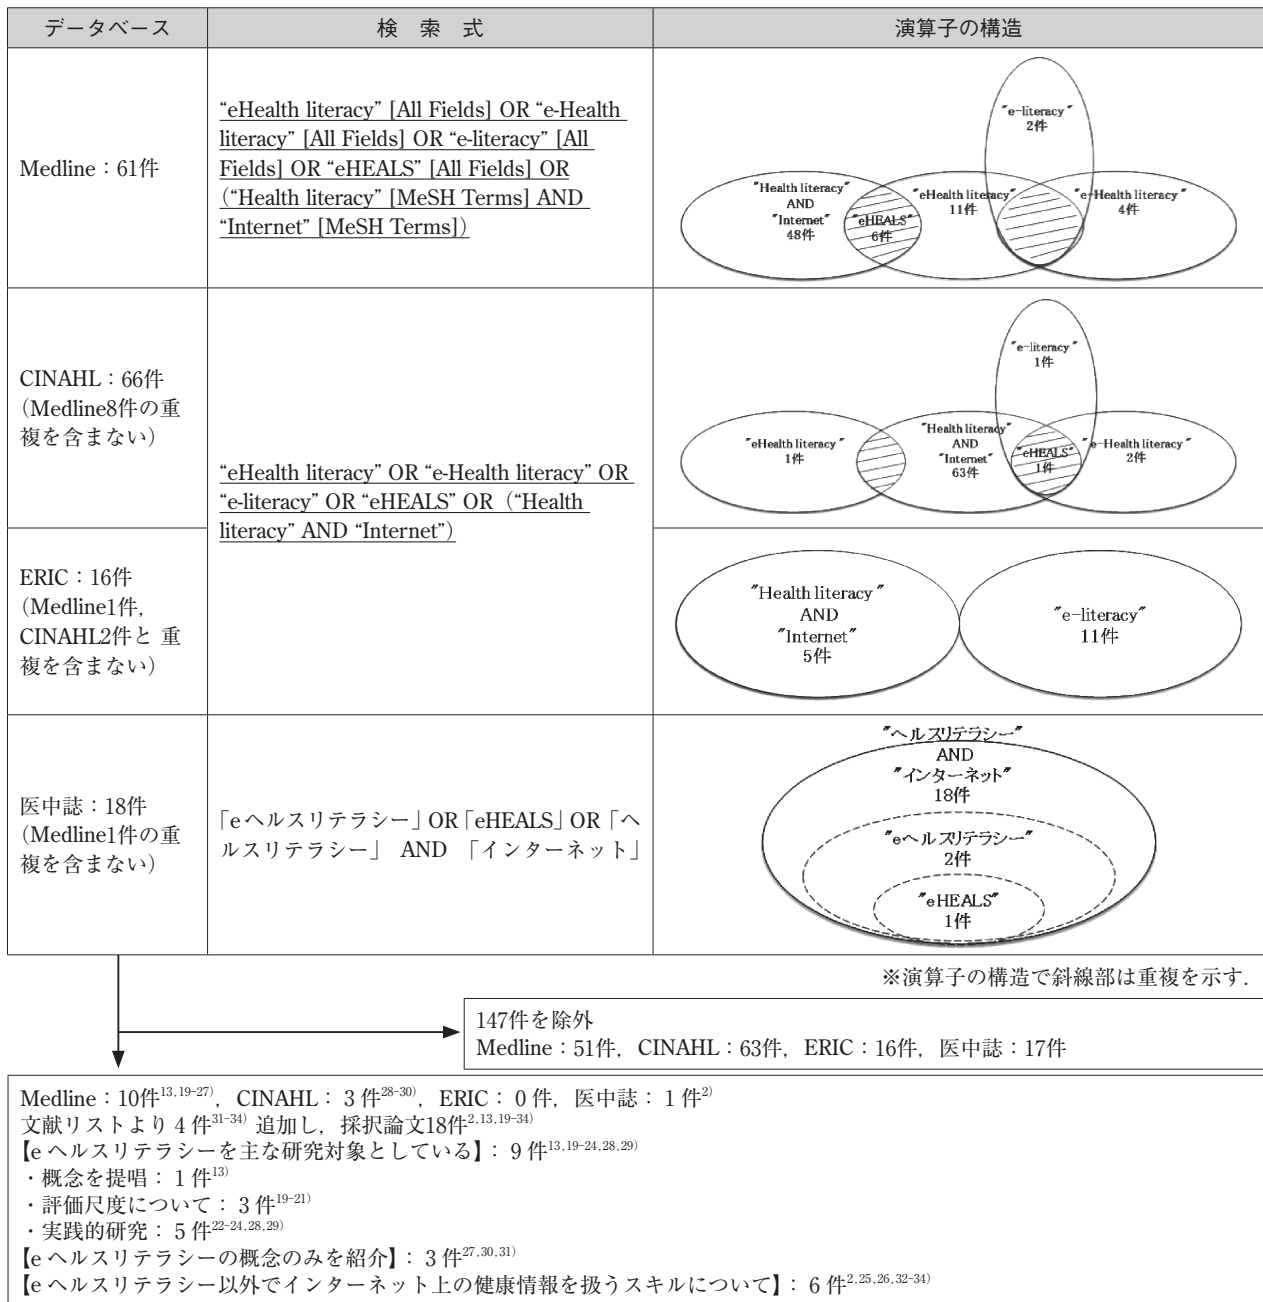 データベース
検 索 式
演算子の構造
Medline：61件
“eHealth literacy” [All Fields] OR “e-Health
literacy” [All Fields] OR “e-literacy” [All
Fields] OR “eHEALS” [All Fields] OR
(“Health literacy” [MeSH Terms] AND
“Internet” [MeSH Terms])
"e-literacy"
2件
"Health literacy"
AND
"Internet"
48件
"eHEALS"
6件
"eHealth literacy"
11件
"e-Health literacy"
4件
CINAHL：66件
（Medline8件の重
複を含まない）
“eHealth literacy” OR “e-Health literacy” OR
“e-literacy” OR “eHEALS” OR （“Health
literacy” AND “Internet”）
"e-literacy"
1件
"eHealth literacy"
1件
"Health literacy"
AND
"Internet"
63件
"eHEALS"
1件
"e-Health literacy"
2件
ERIC：16件
（Medline1件，
CINAHL2件と 重
複を含まない）
"Health literacy"
AND
"Internet"
5件
"e-literacy"
11件
医中誌：18件
（Medline1件の重
複を含まない）
「e ヘルスリテラシー」OR「eHEALS」OR「ヘ
ルスリテラシー」 AND 「インターネット」
"ヘルスリテラシー"
AND
"インターネット"
18件
"eヘルスリテラシー"
2件
"eHEALS"
1件
※演算子の構造で斜線部は重複を示す．
147件を除外
Medline：51件，CINAHL：63件，ERIC：16件，医中誌：17件
Medline：10件13,19-27)，CINAHL：3件28-30)，ERIC：0件，医中誌：1件2)
文献リストより4件31-34) 追加し，採択論文18件2,13,19-34)
【e ヘルスリテラシーを主な研究対象としている】：9件13,19-24,28,29)
・概念を提唱：1件13)
・評価尺度について：3件19-21)
・実践的研究：5件22-24,28,29)
【e ヘルスリテラシーの概念のみを紹介】：3件27,30,31)
【e ヘルスリテラシー以外でインターネット上の健康情報を扱うスキルについて】：6件2,25,26,32-34)